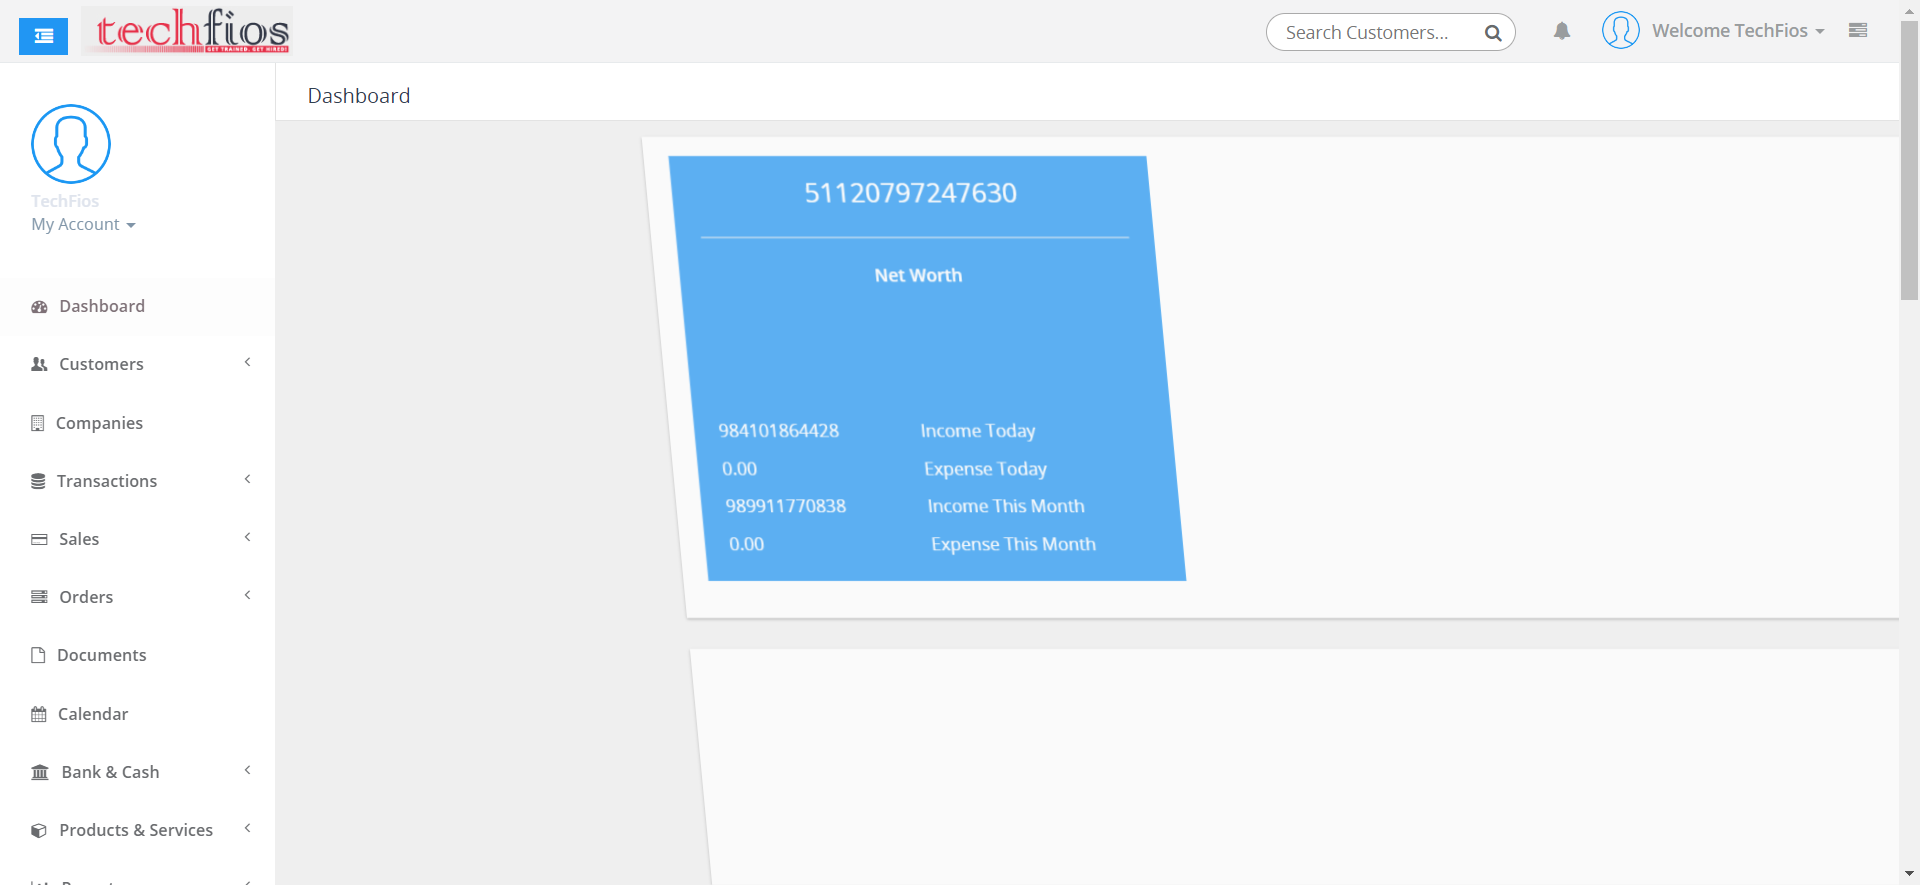 techfios
GET TRAINED. GET HIRED!
Search Customers...
Welcome TechFios
TechFios
My Account
Dashboard
Customers
Companies
Transactions
Sales
Orders
Documents
Calendar
Bank & Cash
Products & Services
Dashboard
51120797247630
Net Worth
984101864428 Income Today
0.00 Expense Today
989911770838 Income This Month
0.00 Expense This Month